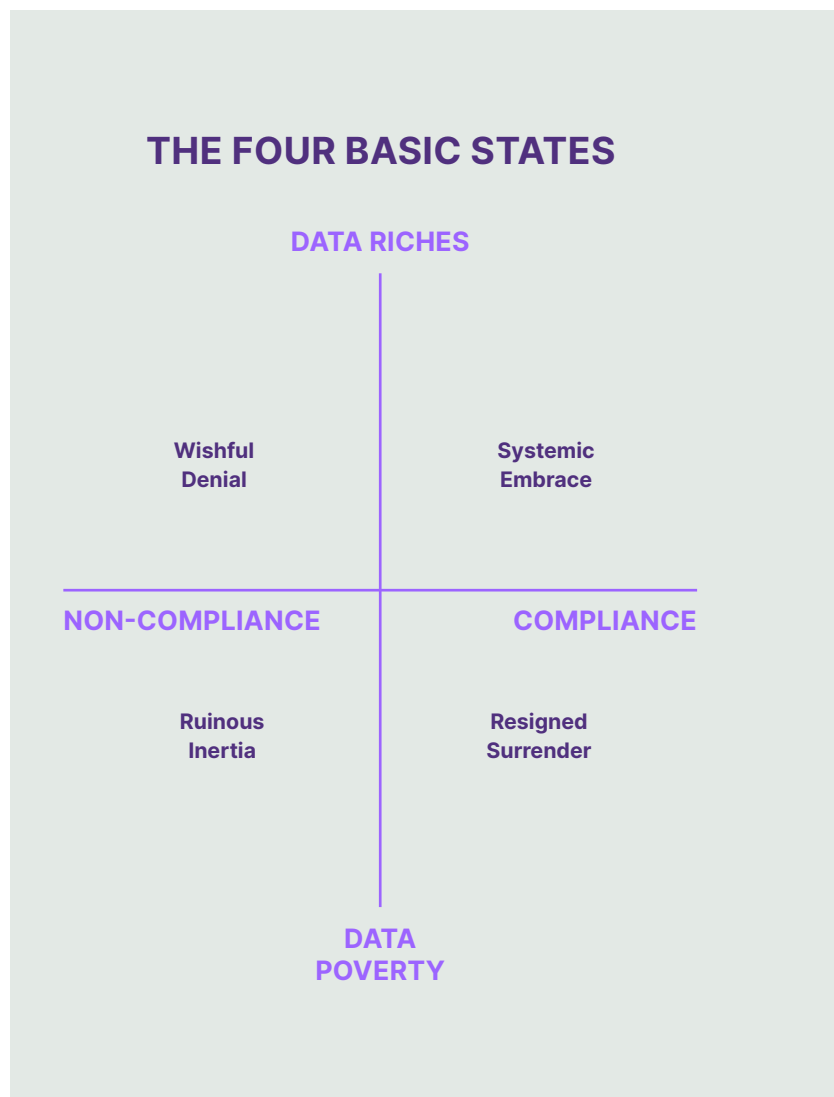 THE FOUR BASIC STATES
DATA RICHES
Wishful
Denial
Systemic
Embrace
NON-COMPLIANCE
COMPLIANCE
Ruinous
Inertia
Resigned
Surrender
DATA
POVERTY